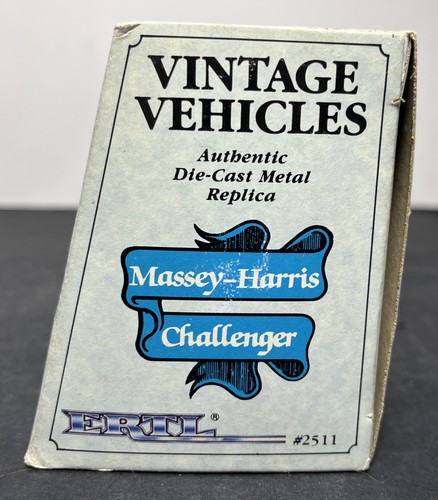 VINTAGE
VEHICLES
Authentic
Die-Cast Metal
Replica
Massey-Harris
Challenger
ERTL®
#2511